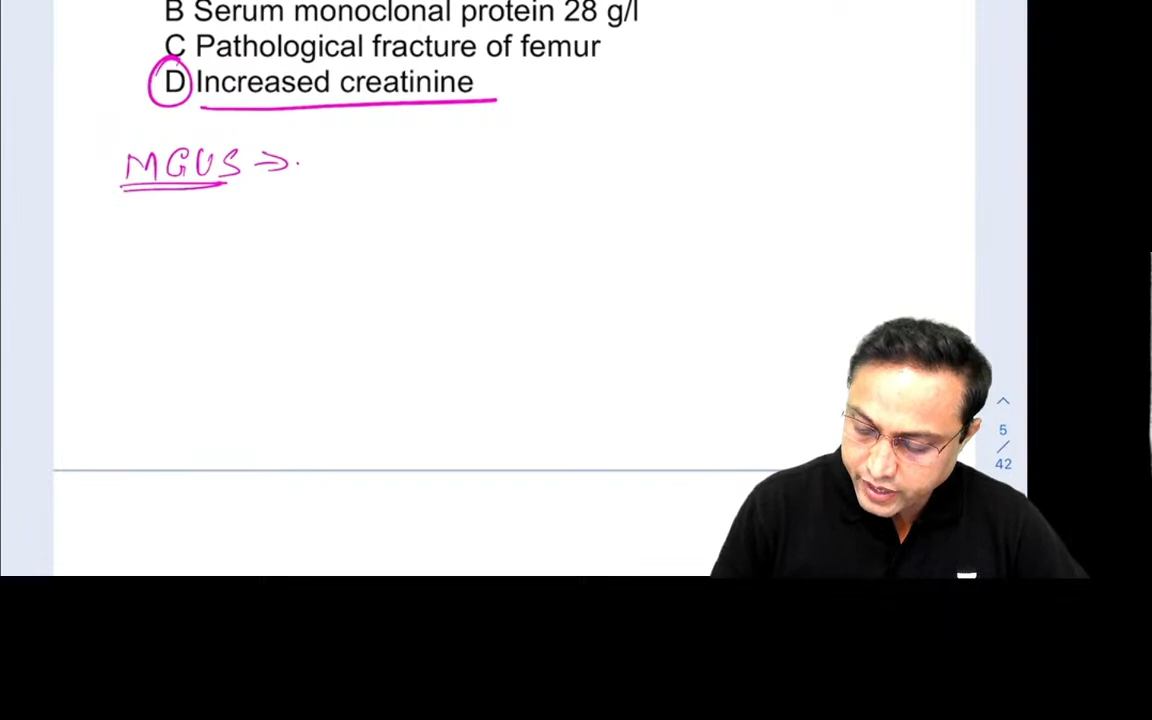 B Serum monoclonal protein 28 g/l
C Pathological fracture of femur
D Increased creatinine
MGUS ⇒
5
/
42